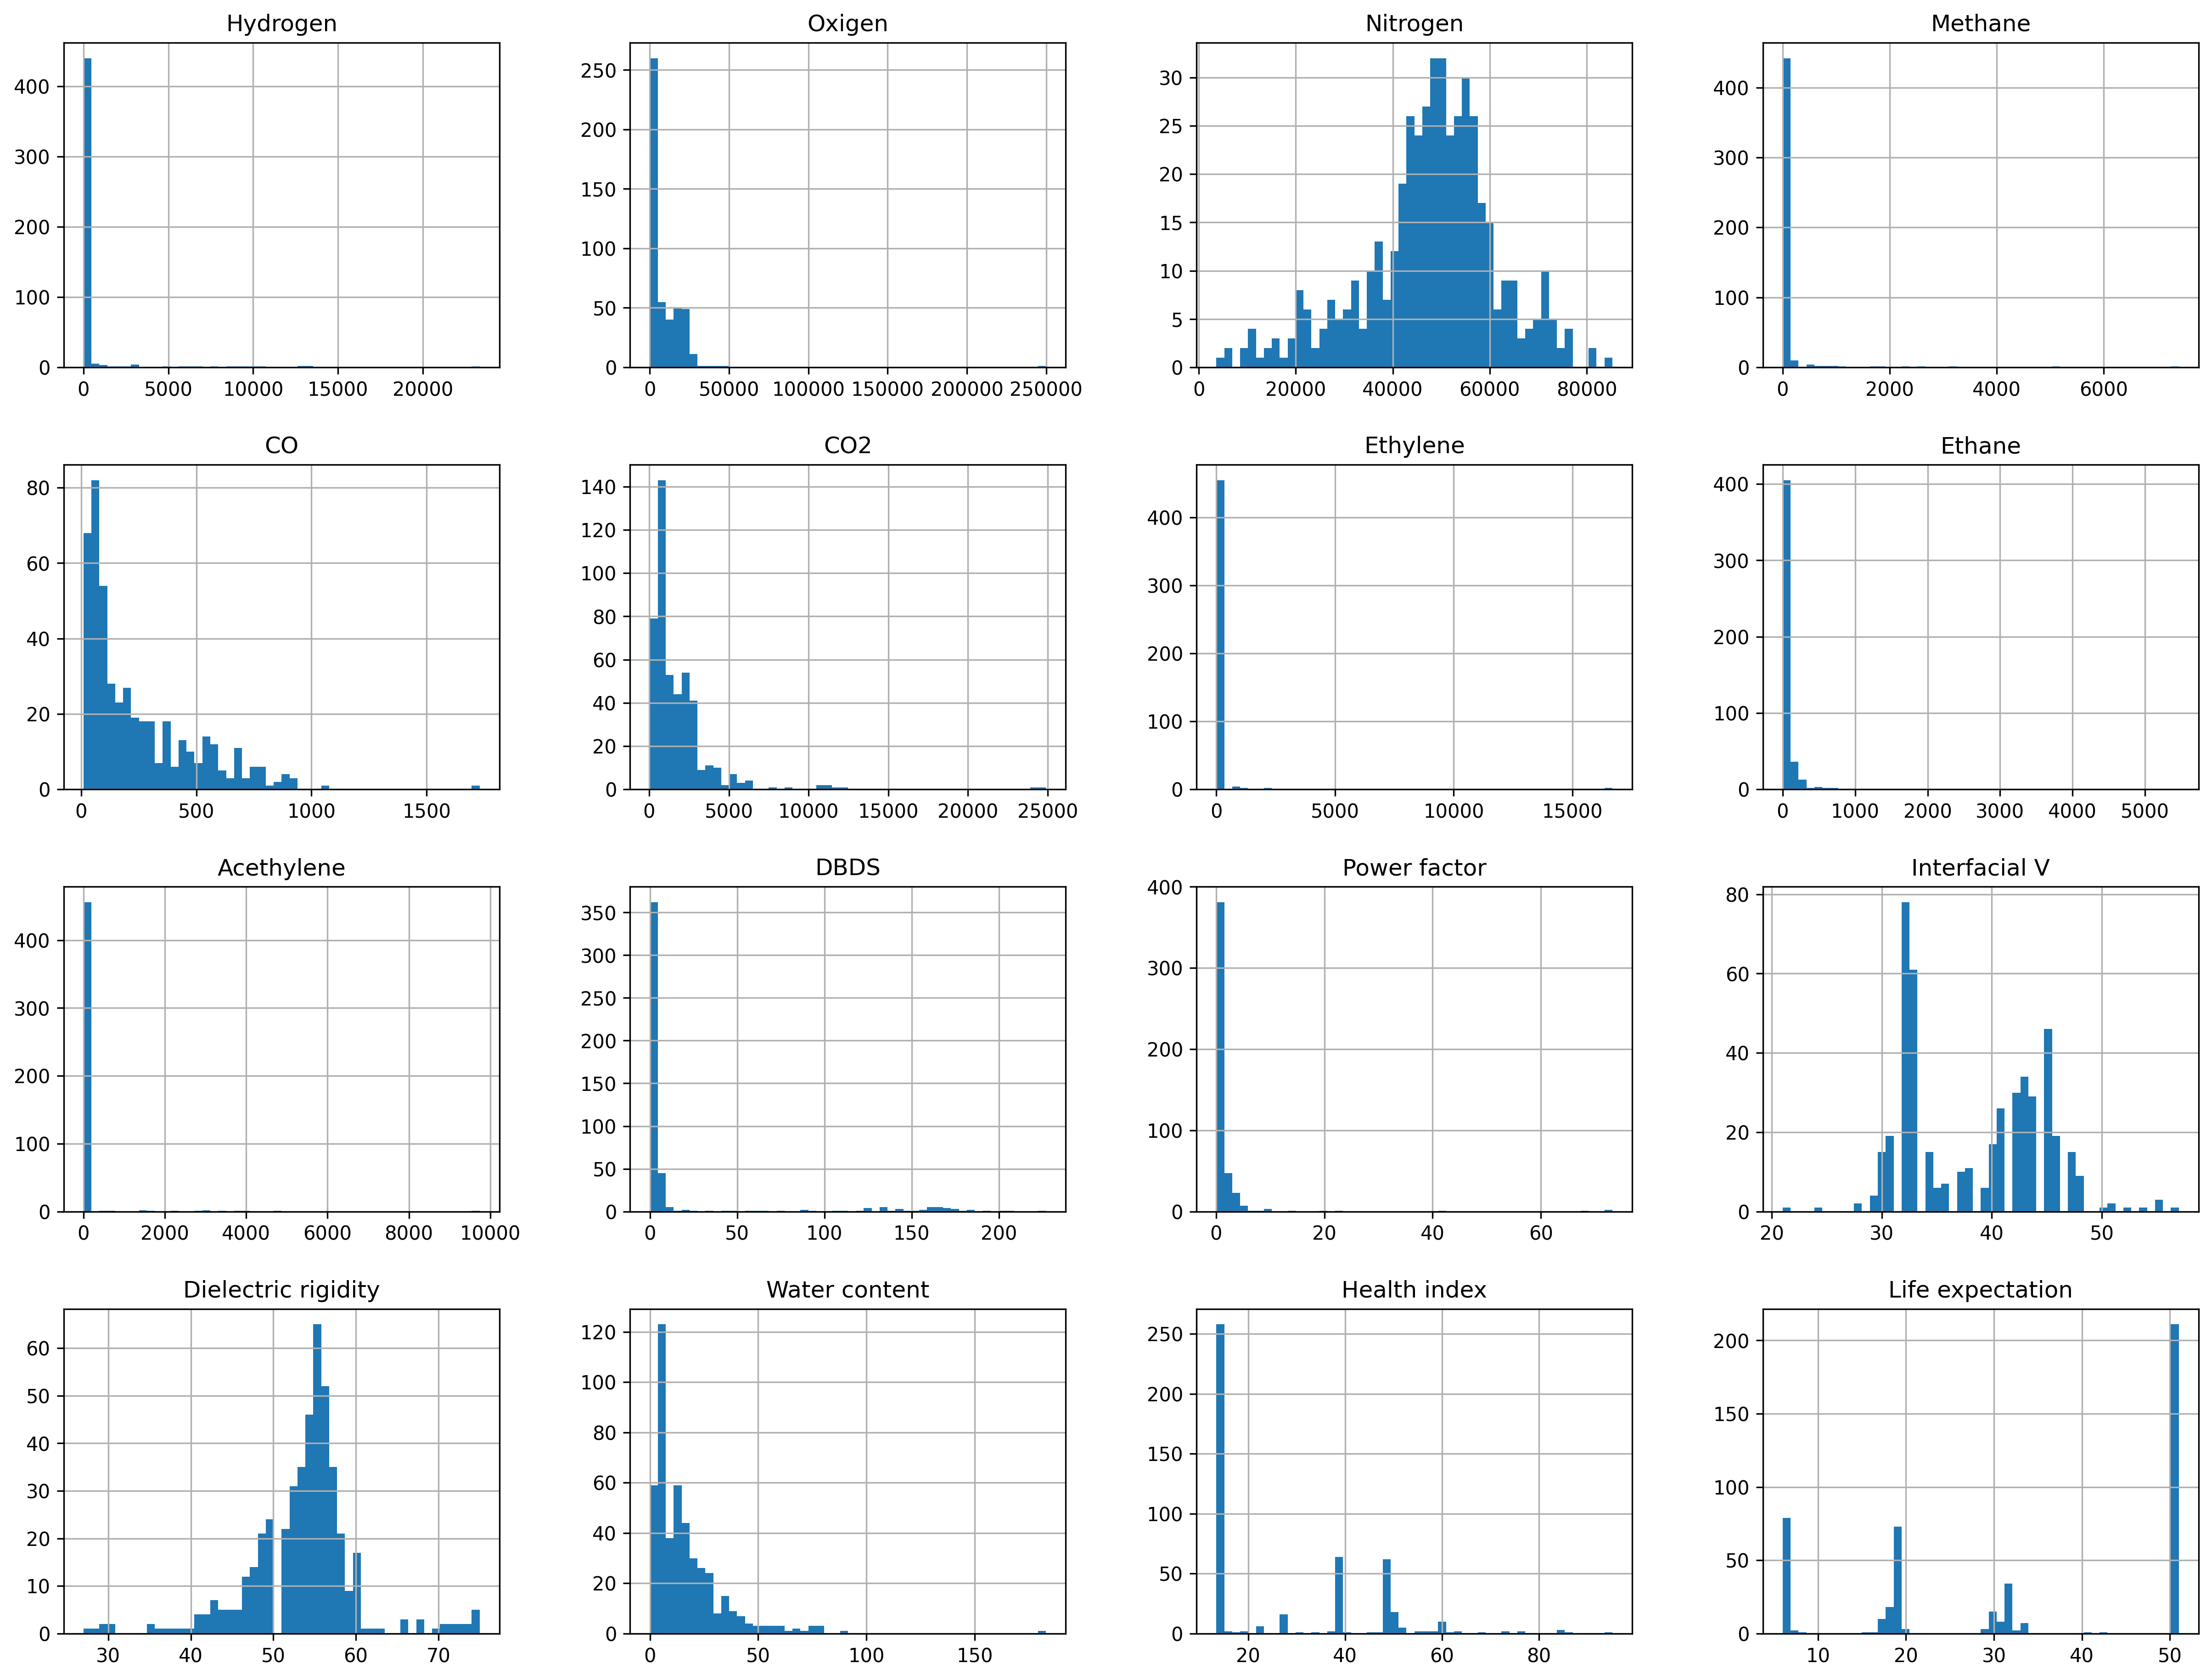 Hydrogen
400
300
200
100
0
0 5000 10000 15000 20000
Oxigen
250
200
150
100
50
0
0 50000 100000 150000 200000 250000
Nitrogen
30
25
20
15
10
5
0
0 20000 40000 60000 80000
Methane
400
300
200
100
0
0 2000 4000 6000
CO
80
60
40
20
0
0 500 1000 1500
CO2
140
120
100
80
60
40
20
0
0 5000 10000 15000 20000 25000
Ethylene
400
300
200
100
0
0 5000 10000 15000
Ethane
400
300
200
100
0
0 1000 2000 3000 4000 5000
Acethylene
400
300
200
100
0
0 2000 4000 6000 8000 10000
DBDS
350
300
250
200
150
100
50
0
0 50 100 150 200
Power factor
400
300
200
100
0
0 20 40 60
Interfacial V
80
60
40
20
0
20 30 40 50
Dielectric rigidity
60
50
40
30
20
10
0
30 40 50 60 70
Water content
120
100
80
60
40
20
0
0 50 100 150
Health index
250
200
150
100
50
0
20 40 60 80
Life expectation
200
150
100
50
0
10 20 30 40 50